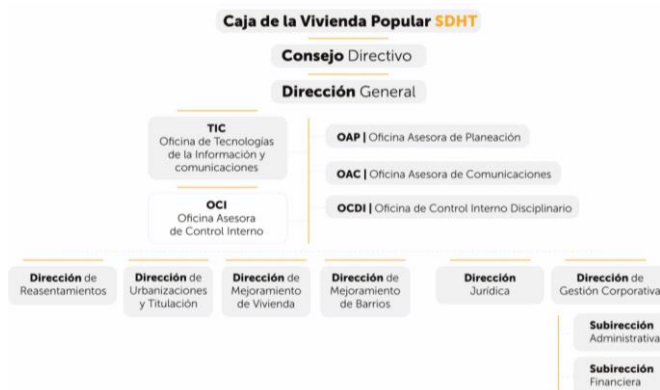 Caja de la Vivienda Popular SDHT
Consejo Directivo
Dirección General
TIC
Oficina de Tecnologías
de la Información y
comunicaciones
OCI
Oficina Asesora
de Control Interno
OAP | Oficina Asesora de Planeación
OAC | Oficina Asesora de Comunicaciones
OCDI | Oficina de Control Interno Disciplinario
Dirección de
Reasentamientos
Dirección de
Urbanizaciones
y Titulación
Dirección de
Mejoramiento
de Vivienda
Dirección de
Mejoramiento
de Barrios
Dirección
Jurídica
Dirección de
Gestión Corporativa
Subirección
Administrativa
Subirección
Financiera